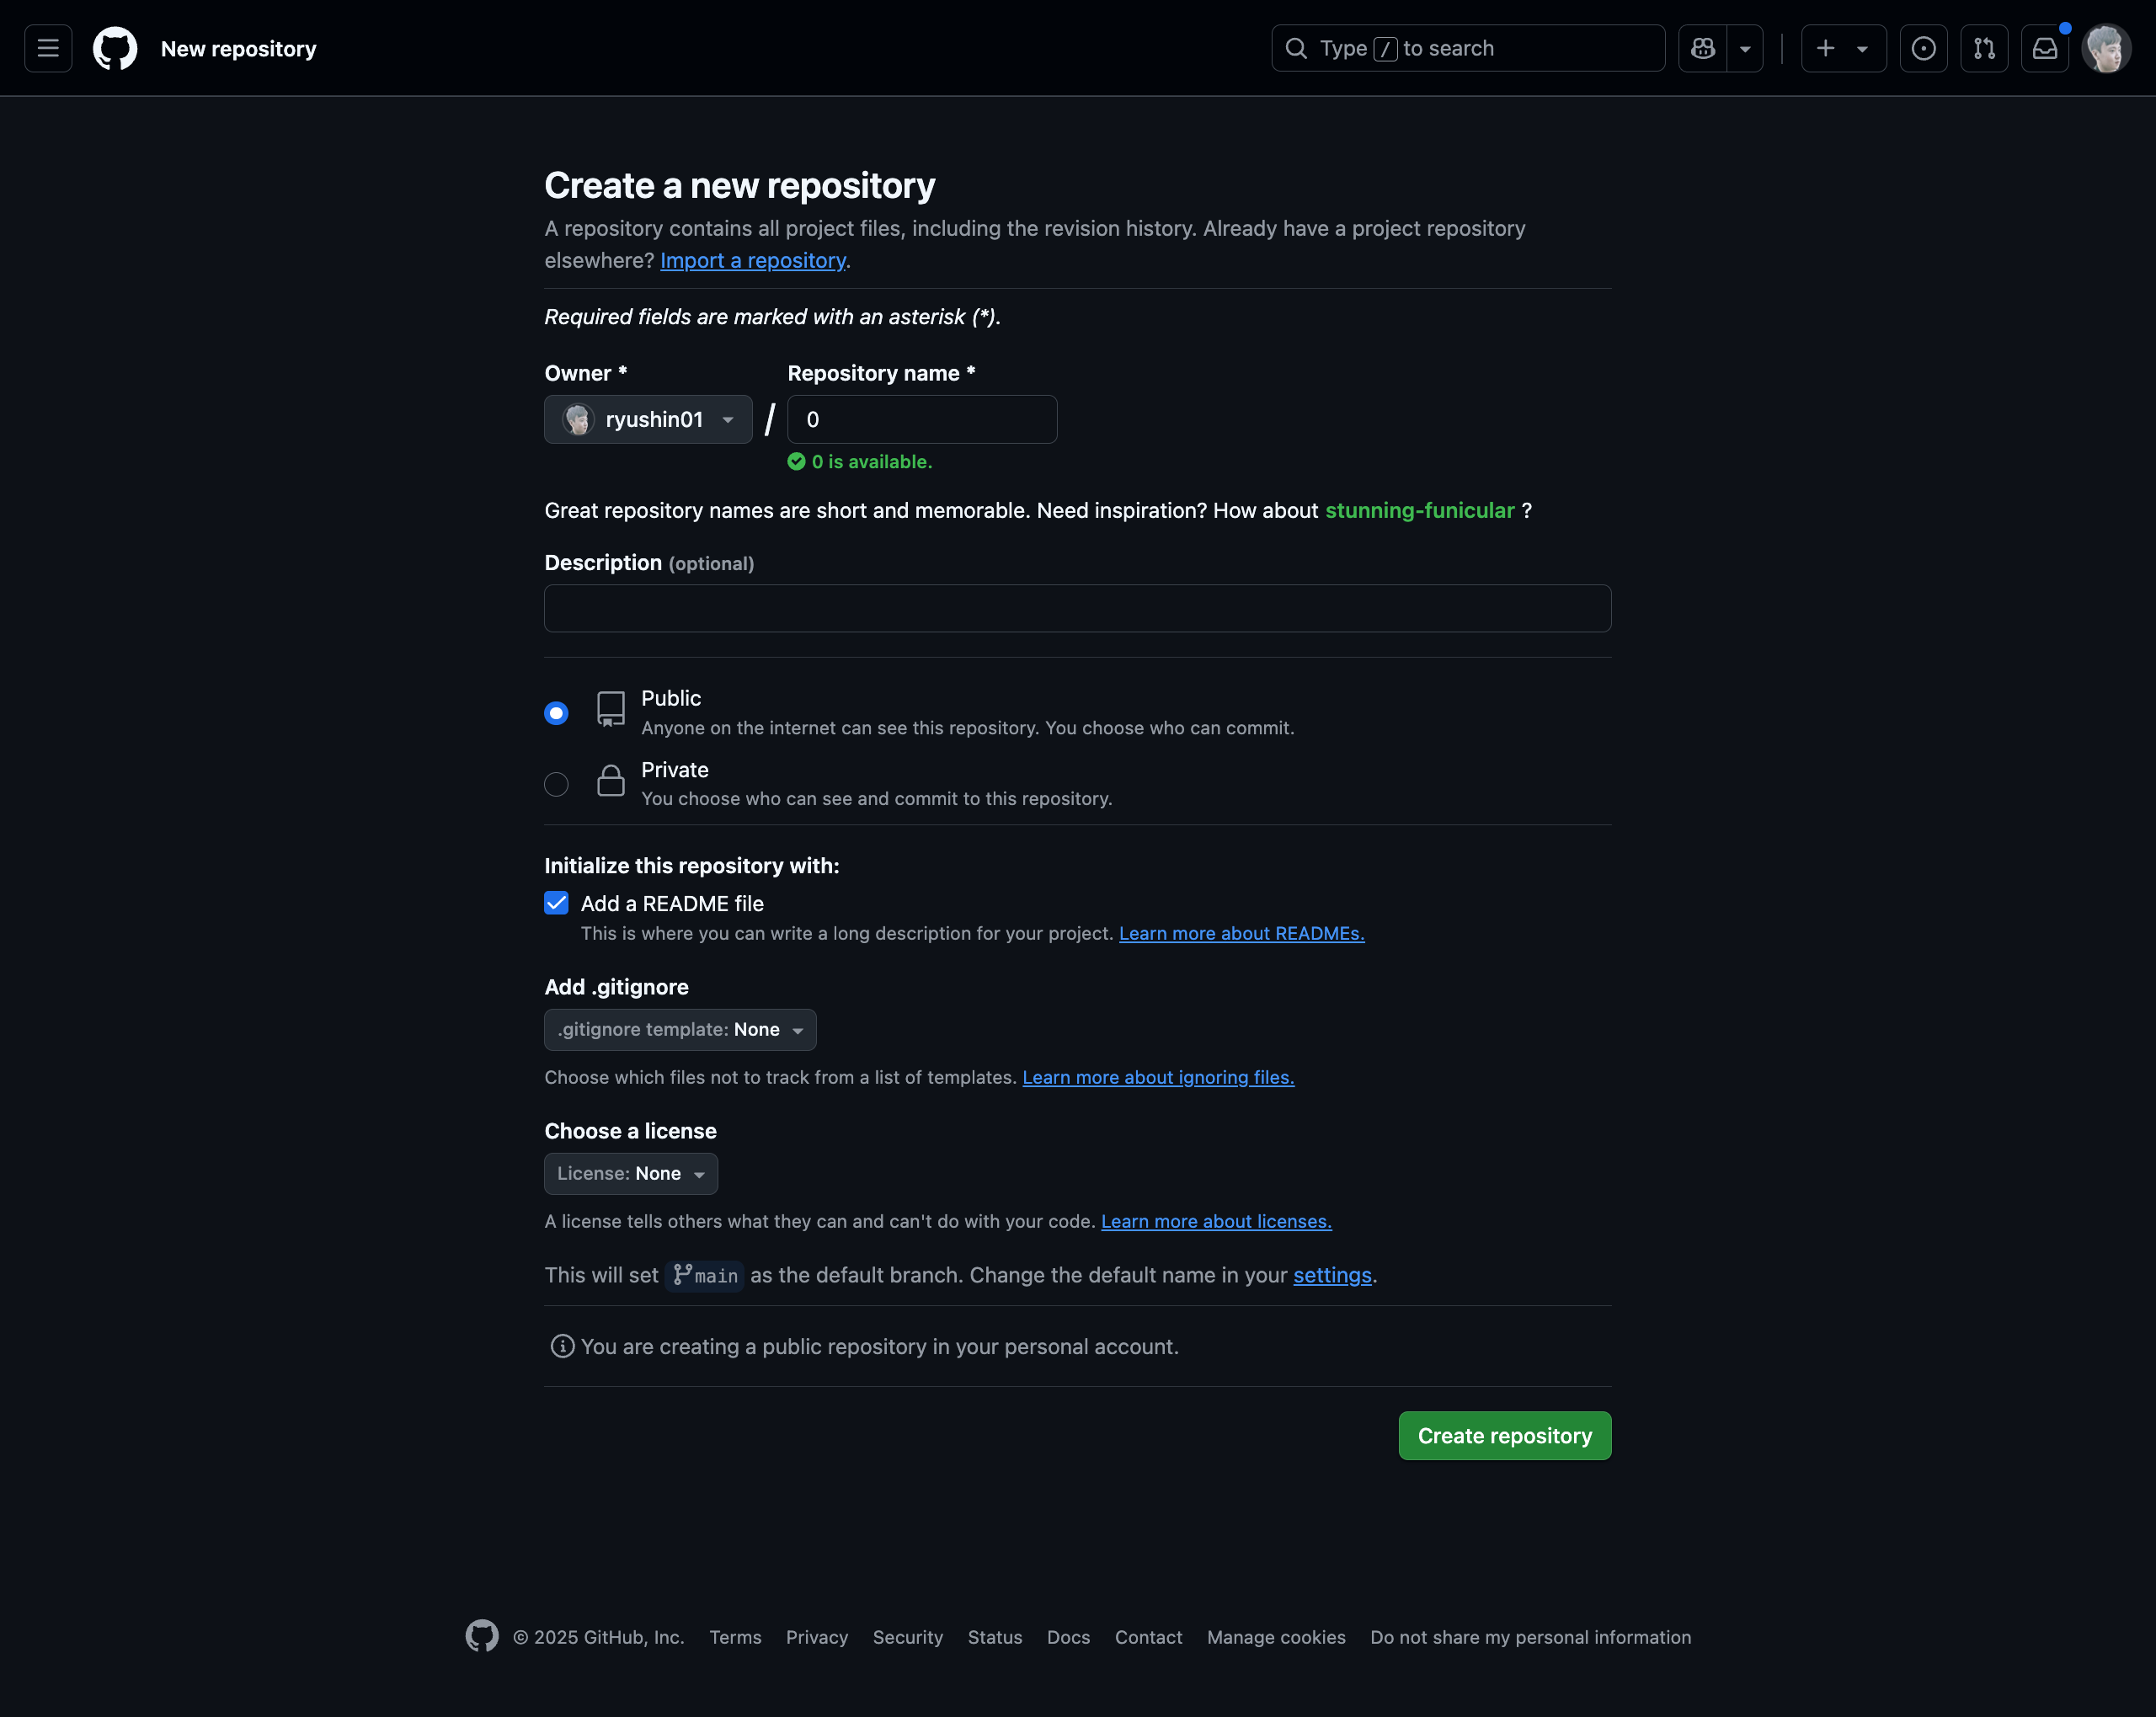 New repository
Type / to search
Create a new repository
A repository contains all project files, including the revision history. Already have a project repository
elsewhere? Import a repository.
Required fields are marked with an asterisk (*).
Owner * Repository name *
ryushin01 / 0
0 is available.
Great repository names are short and memorable. Need inspiration? How about stunning-funicular ?
Description (optional)
Public
Anyone on the internet can see this repository. You choose who can commit.
Private
You choose who can see and commit to this repository.
Initialize this repository with:
Add a README file
This is where you can write a long description for your project. Learn more about READMEs.
Add .gitignore
.gitignore template: None
Choose which files not to track from a list of templates. Learn more about ignoring files.
Choose a license
License: None
A license tells others what they can and can't do with your code. Learn more about licenses.
This will set main as the default branch. Change the default name in your settings.
You are creating a public repository in your personal account.
Create repository
© 2025 GitHub, Inc. Terms Privacy Security Status Docs Contact Manage cookies Do not share my personal information